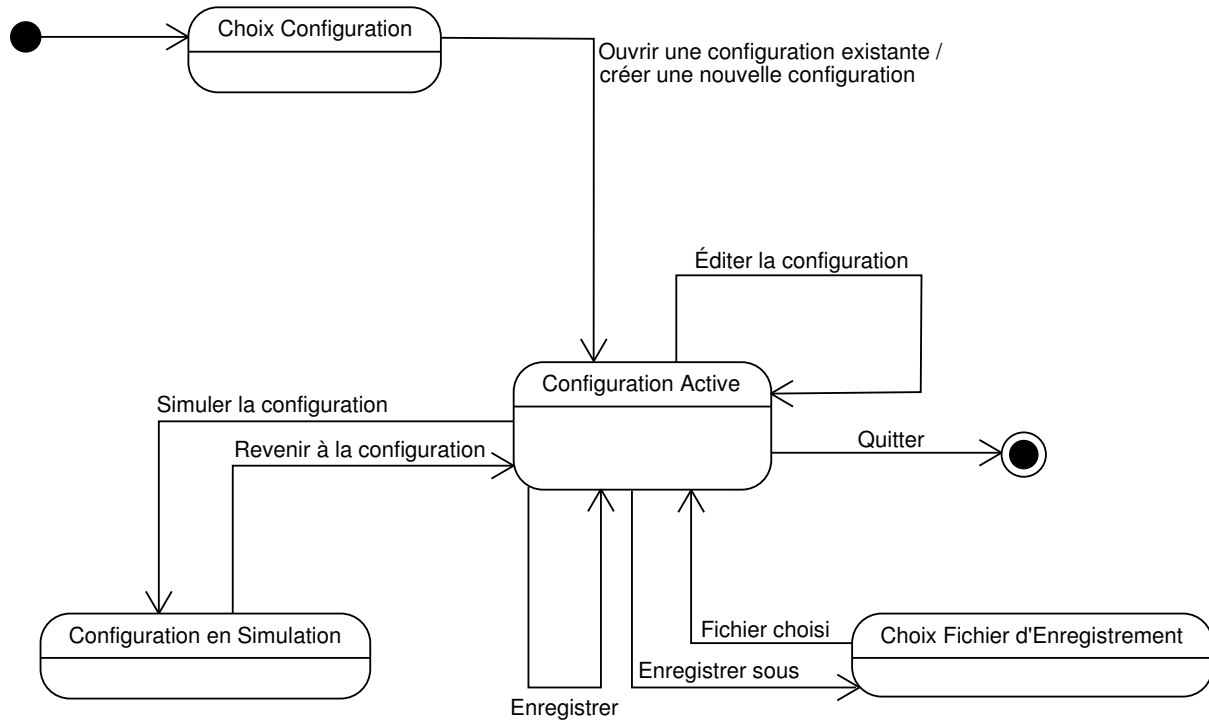 Choix Configuration
Ouvrir une configuration existante /
créer une nouvelle configuration
Éditer la configuration
Configuration Active
Simuler la configuration
Quitter
Revenir à la configuration
Configuration en Simulation
Fichier choisi
Choix Fichier d'Enregistrement
Enregistrer sous
Enregistrer